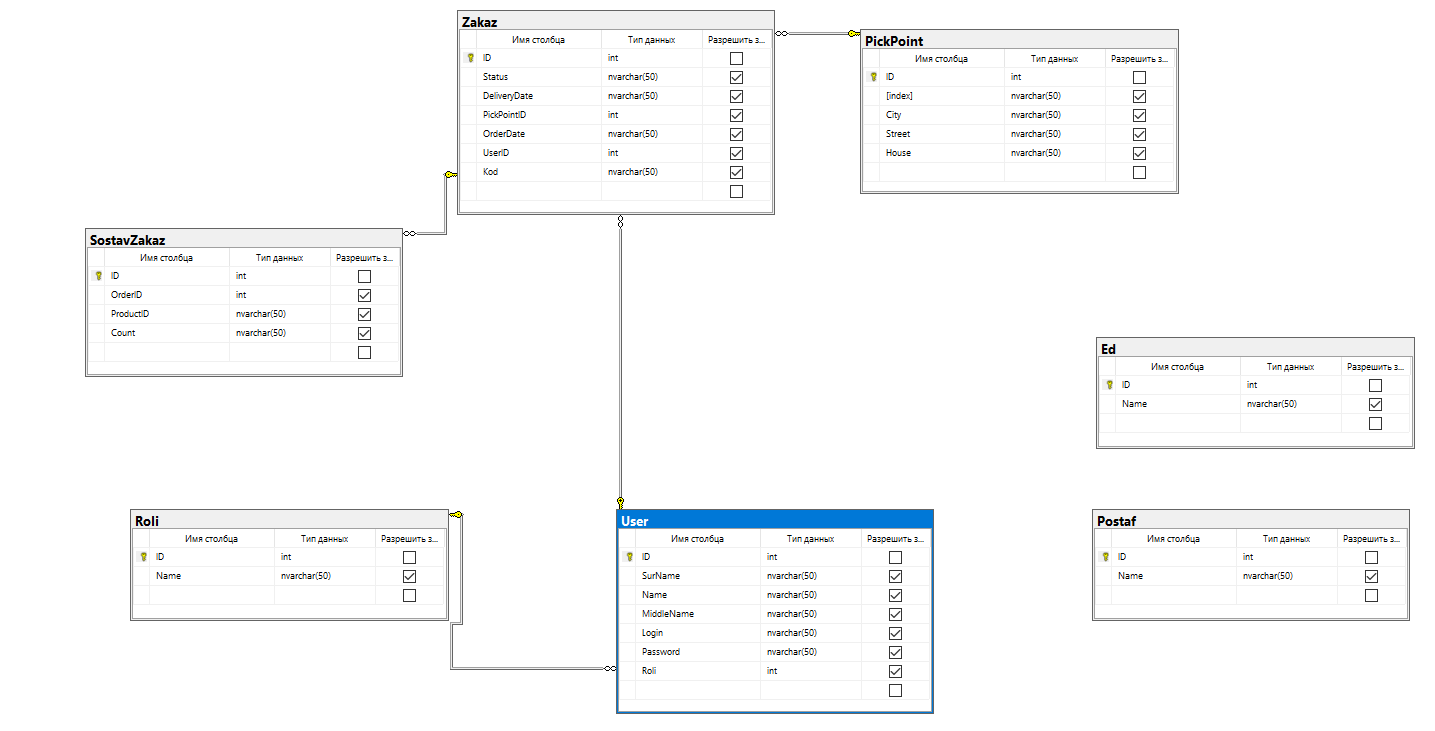 Zakaz
Имя столбца Тип данных Разрешить з...
ID int
Status nvarchar(50)
DeliveryDate nvarchar(50)
PickPointID int
OrderDate nvarchar(50)
UserID int
Kod nvarchar(50)
PickPoint
Имя столбца Тип данных Разрешить з...
ID int
[index] nvarchar(50)
City nvarchar(50)
Street nvarchar(50)
House nvarchar(50)
SostavZakaz
Имя столбца Тип данных Разрешить з...
ID int
OrderID int
ProductID nvarchar(50)
Count nvarchar(50)
Ed
Имя столбца Тип данных Разрешить з...
ID int
Name nvarchar(50)
Roli
Имя столбца Тип данных Разрешить з...
ID int
Name nvarchar(50)
User
Имя столбца Тип данных Разрешить з...
ID int
SurName nvarchar(50)
Name nvarchar(50)
MiddleName nvarchar(50)
Login nvarchar(50)
Password nvarchar(50)
Roli int
Postaf
Имя столбца Тип данных Разрешить з...
ID int
Name nvarchar(50)